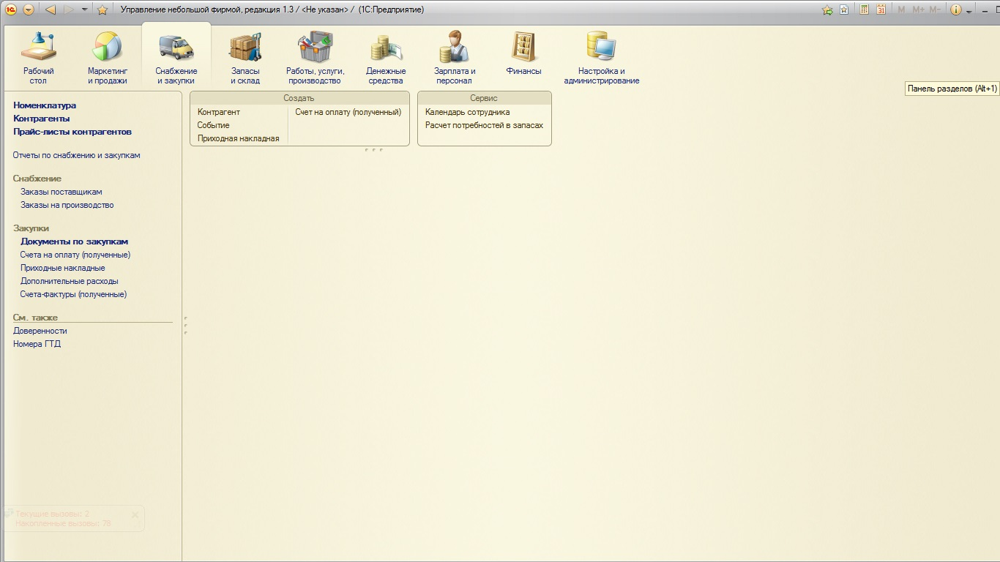 Управление небольшой фирмой, редакция 1.3 / <Не указан> / (1С:Предприятие)
31
M M+ M-
Рабочий
стол
Маркетинг
и продажи
Снабжение
и закупки
Запасы
и склад
Работы, услуги,
производство
Денежные
средства
Зарплата и
персонал
Финансы
Настройка и
администрирование
Панель разделов (Alt+1)
Номенклатура
Контрагенты
Прайс-листы контрагентов
Отчеты по снабжению и закупкам
Снабжение
Заказы поставщикам
Заказы на производство
Закупки
Документы по закупкам
Счета на оплату (полученные)
Приходные накладные
Дополнительные расходы
Счета-фактуры (полученные)
См. также
Доверенности
Номера ГТД
Создать
Контрагент
Событие
Приходная накладная
Счет на оплату (полученный)
Сервис
Календарь сотрудника
Расчет потребностей в запасах
Текущие вызовы: 2
Накопленные вызовы: 78